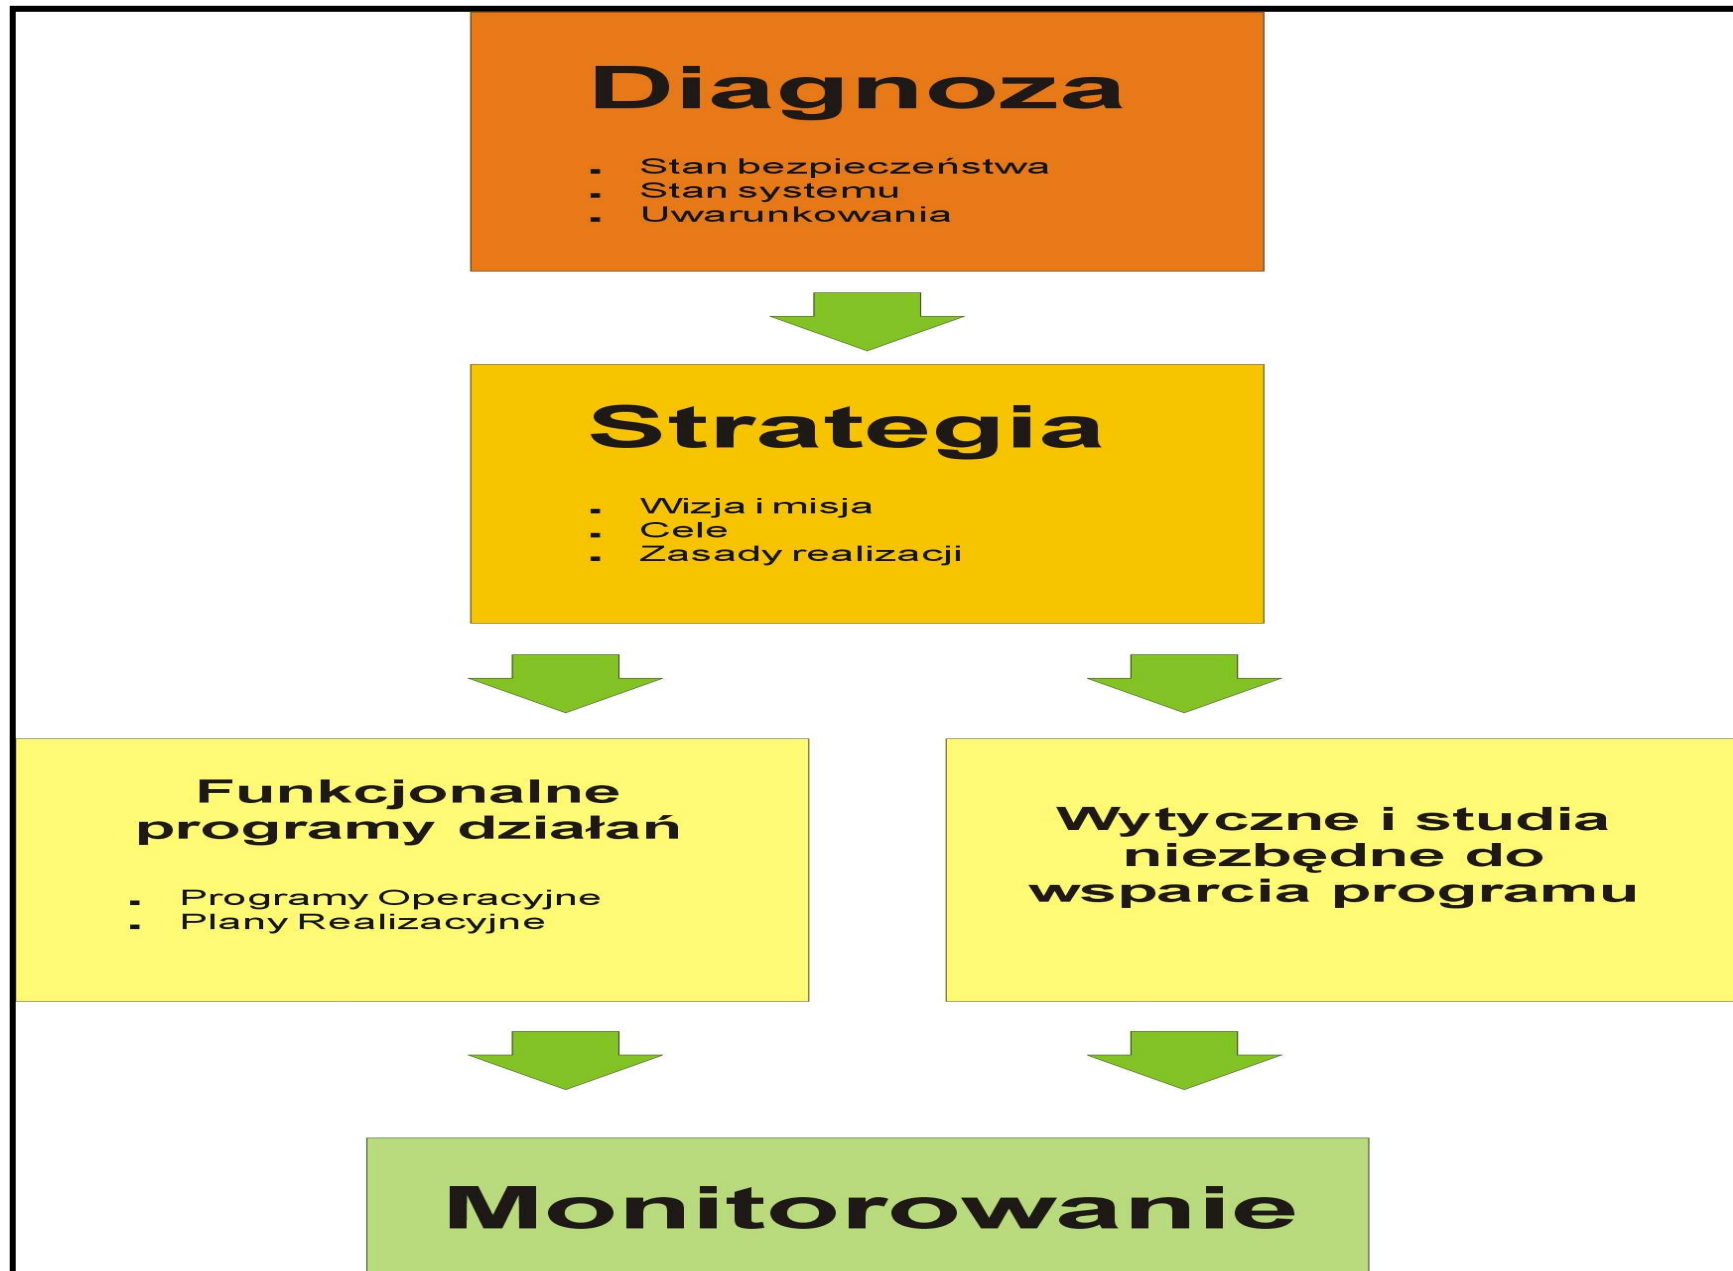 Diagnoza
- Stan bezpieczeństwa
- Stan systemu
- Uwarunkowania
Strategia
- Wizja i misja
- Cele
- Zasady realizacji
Funkcjonalne
programy działań
- Programy Operacyjne
- Plany Realizacyjne
Wytyczne i studia
niezbędne do
wsparcia programu
Monitorowanie